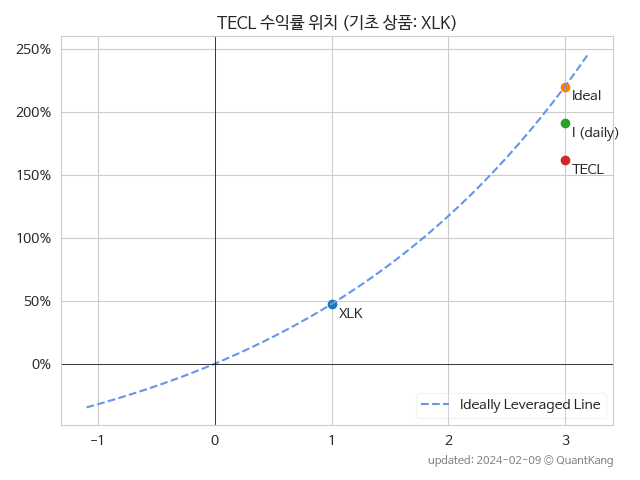 TECL 수익률 위치 (기초 상품: XLK)
250%
200%
150%
100%
50%
0%
Ideal
I (daily)
TECL
XLK
Ideally Leveraged Line
−1
0
1
2
3
updated: 2024-02-09 © QuantKang